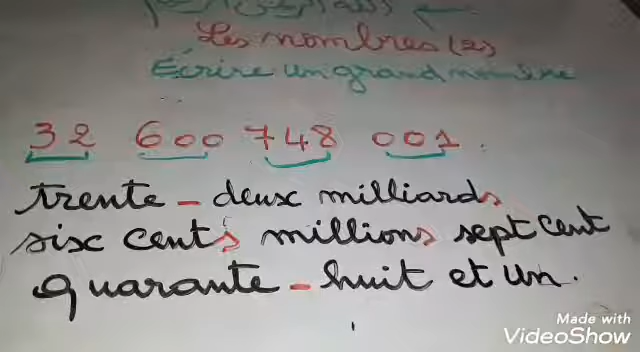 Les nombres (2)
Écrire un grand nombre
32 600 748 001.
trente-deux milliards
six cents millions sept cent
quarante-huit et un.
Made with
VideoShow